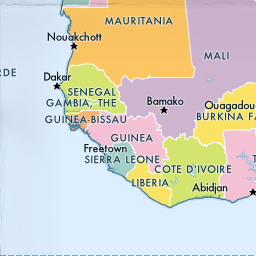 MAURITANIA
Nouakchott
MALI
RDE
Dakar
SENEGAL
GAMBIA, THE
Bamako
Ouagadou
BURKINA FA
GUINEA-BISSAU
GUINEA
Freetown
SIERRA LEONE
COTE D'IVOIRE
LIBERIA
Abidjan
T